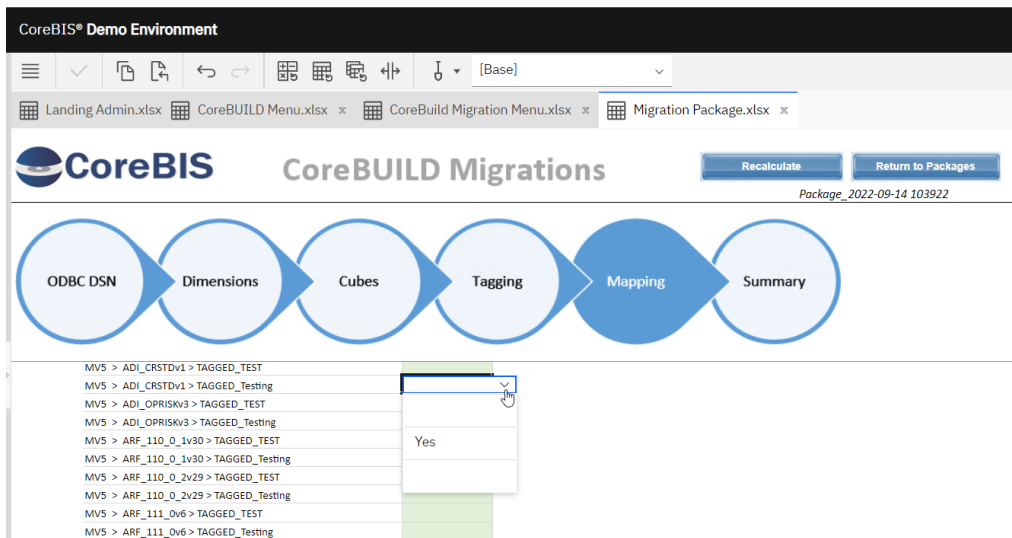 CoreBIS® Demo Environment
[Base]
Landing Admin.xlsx CoreBUILD Menu.xlsx × CoreBuild Migration Menu.xlsx × Migration Package.xlsx ×
CoreBIS CoreBUILD Migrations Recalculate Return to Packages
Package_2022-09-14 103922
ODBC DSN Dimensions Cubes Tagging Mapping Summary
MV5 > ADI_CRSTDv1 > TAGGED_TEST
MV5 > ADI_CRSTDv1 > TAGGED_Testing
MV5 > ADI_OPRISKv3 > TAGGED_TEST
MV5 > ADI_OPRISKv3 > TAGGED_Testing
MV5 > ARF_110_0_1v30 > TAGGED_TEST
Yes
MV5 > ARF_110_0_1v30 > TAGGED_Testing
MV5 > ARF_110_0_2v29 > TAGGED_TEST
MV5 > ARF_110_0_2v29 > TAGGED_Testing
MV5 > ARF_111_0v6 > TAGGED_TEST
MV5 > ARF_111_0v6 > TAGGED_Testing